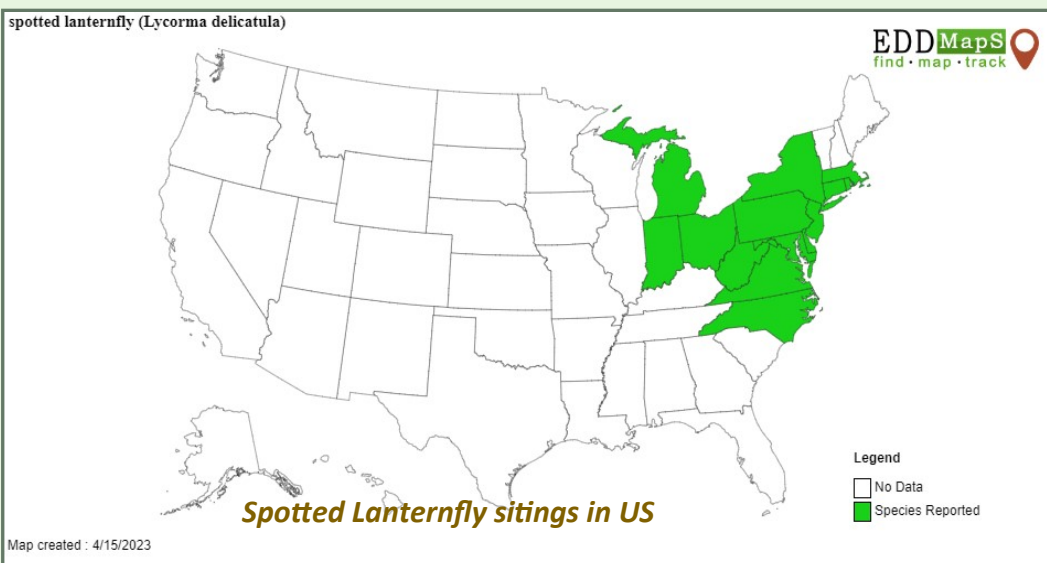 spotted lanternfly (Lycorma delicatula)
EDDMapS
find · map · track
Legend
No Data
Species Reported
Spotted Lanternfly sitings in US
Map created : 4/15/2023